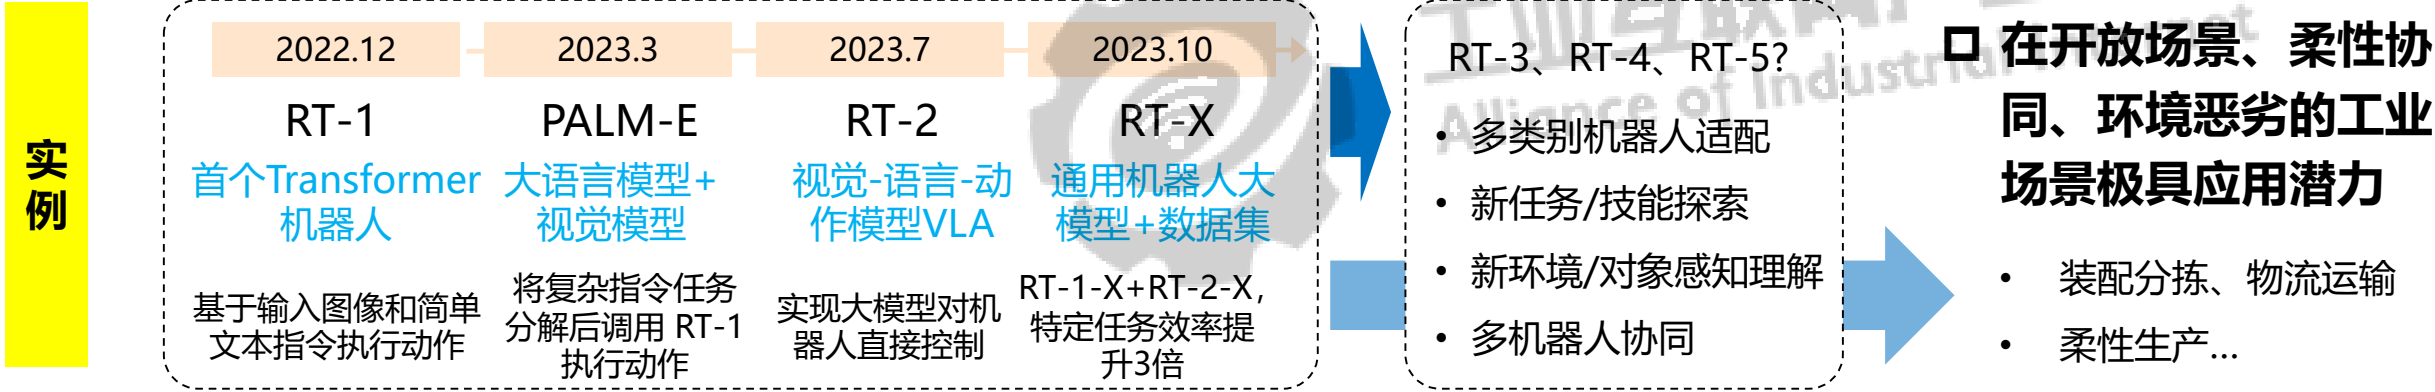 实
例
2022.12
RT-1
首个Transformer
机器人
基于输入图像和简单
文本指令执行动作
2023.3
PALM-E
大语言模型+
视觉模型
将复杂指令任务
分解后调用 RT-1
执行动作
2023.7
RT-2
视觉-语言-动
作模型VLA
实现大模型对机
器人直接控制
2023.10
RT-X
通用机器人大
模型+数据集
RT-1-X+RT-2-X，
特定任务效率提
升3倍
RT-3、RT-4、RT-5?
• 多类别机器人适配
• 新任务/技能探索
• 新环境/对象感知理解
• 多机器人协同
在开放场景、柔性协
同、环境恶劣的工业
场景极具应用潜力
• 装配分拣、物流运输
• 柔性生产...
工业互联网
Alliance of Industrial Internet